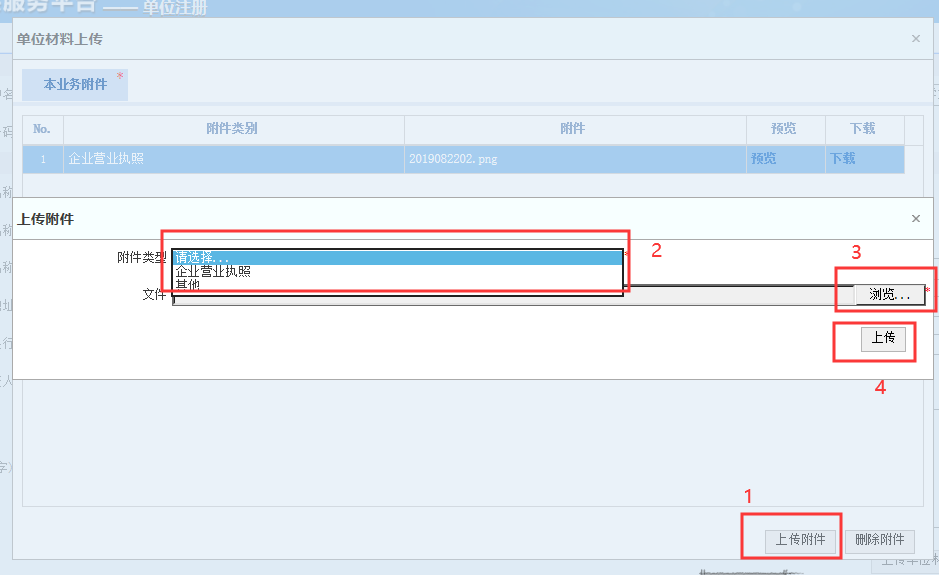 服务平台 —— 单位注册
单位材料上传 ×
本业务附件 *
No. 附件类别 附件 预览 下载
1 企业营业执照 2019082202.png 预览 下载
上传附件 ×
附件类型 请选择... * 2 3
企业营业执照
其他
文件 浏览... *
上传
4
1
上传附件 删除附件